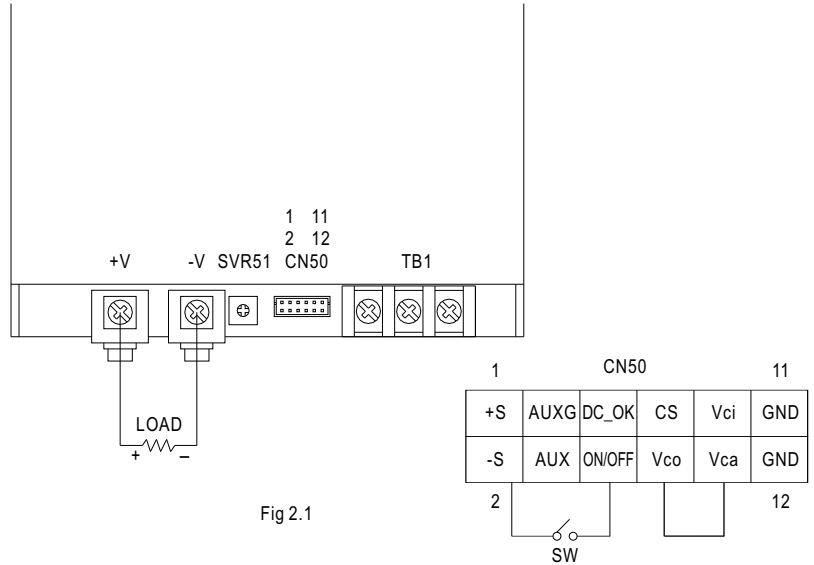 1 11
2 12
+V -V SVR51 CN50 TB1
LOAD
+ –
1 CN50 11
+S AUXG DC_OK CS Vci GND
-S AUX ON/OFF Vco Vca GND
2 12
SW
Fig 2.1